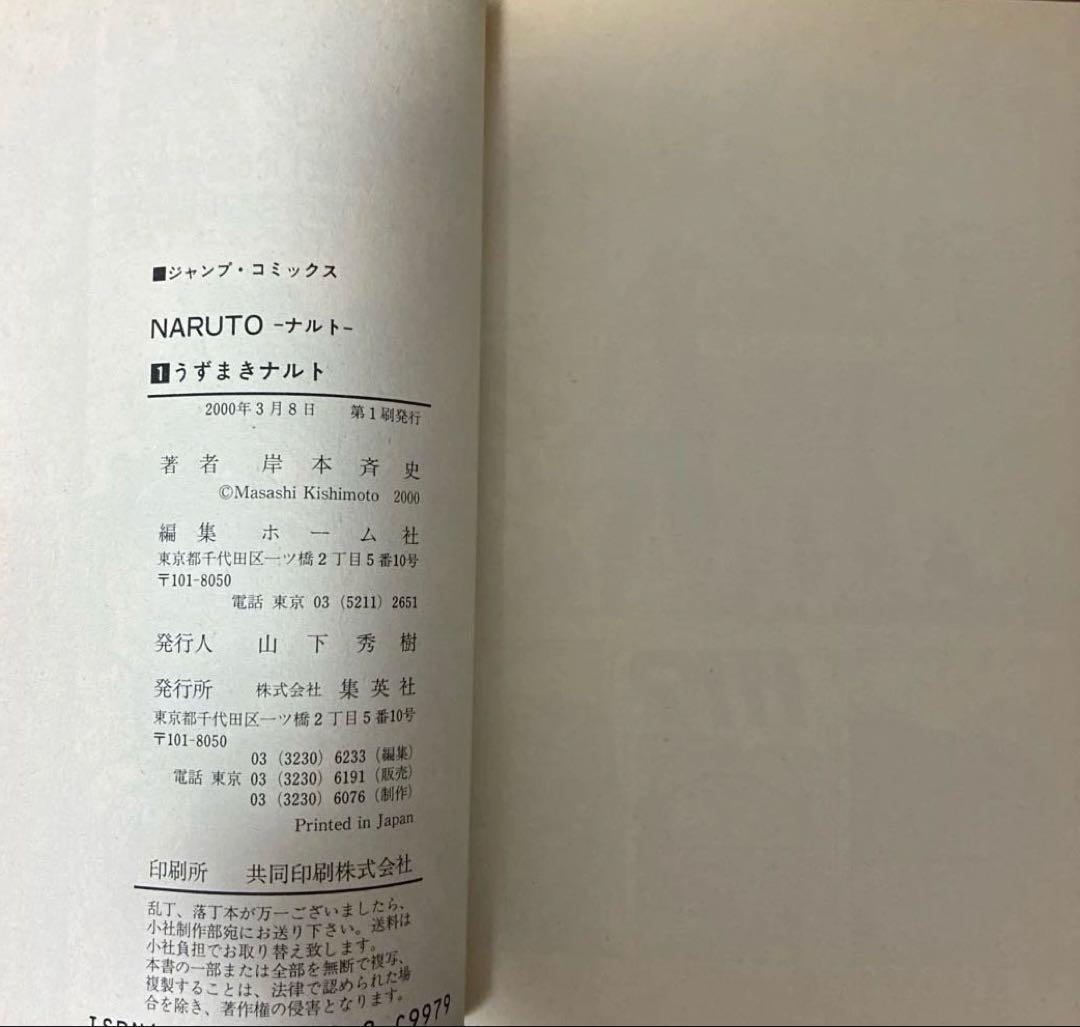 ■ジャンプ・コミックス
NARUTO -ナルト-
1うずまきナルト
2000年3月8日 第1刷発行
著者 岸本斉史
©Masashi Kishimoto 2000
編集 ホーム社
東京都千代田区一ツ橋2丁目5番10号
〒101-8050
電話 東京 03 (5211) 2651
発行人 山下秀樹
発行所 株式会社 集英社
東京都千代田区一ツ橋2丁目5番10号
〒101-8050
03 (3230) 6233 (編集)
電話 東京 03 (3230) 6191 (販売)
03 (3230) 6076 (制作)
Printed in Japan
印刷所 共同印刷株式会社
乱丁、落丁本が万一ございましたら、
小社制作部宛にお送り下さい。送料は
小社負担でお取り替え致します。
本書の一部または全部を無断で複写、
複製することは、法律で認められた場
合を除き、著作権の侵害となります。
C9979